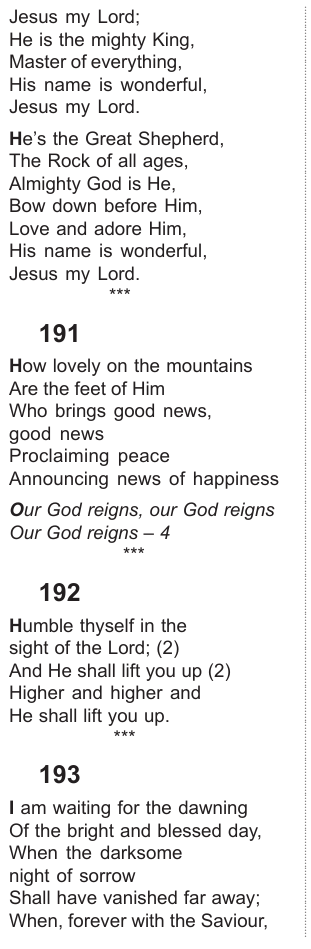 Jesus my Lord;
He is the mighty King,
Master of everything,
His name is wonderful,
Jesus my Lord.
He's the Great Shepherd,
The Rock of all ages,
Almighty God is He,
Bow down before Him,
Love and adore Him,
His name is wonderful,
Jesus my Lord.
***
191
How lovely on the mountains
Are the feet of Him
Who brings good news,
good news
Proclaiming peace
Announcing news of happiness
Our God reigns, our God reigns
Our God reigns – 4
***
192
Humble thyself in the
sight of the Lord; (2)
And He shall lift you up (2)
Higher and higher and
He shall lift you up.
***
193
I am waiting for the dawning
Of the bright and blessed day,
When the darksome
night of sorrow
Shall have vanished far away;
When, forever with the Saviour,